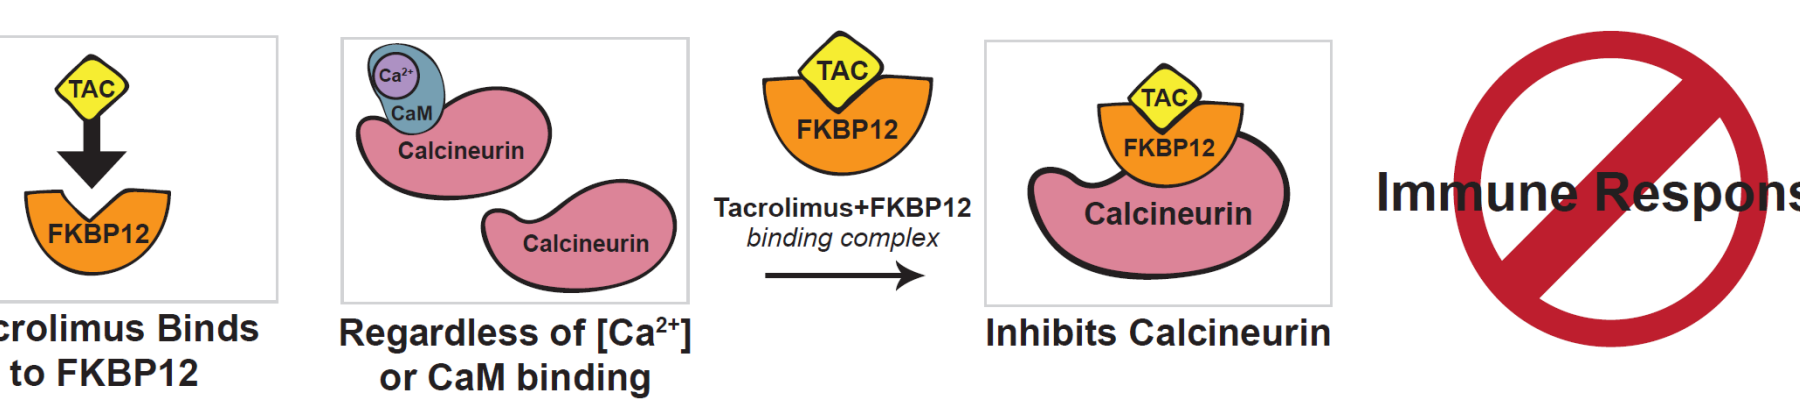 TAC
FKBP12
crolimus Binds
to FKBP12
Ca²⁺
CaM
Calcineurin
Calcineurin
Regardless of [Ca²⁺]
or CaM binding
TAC
FKBP12
Tacrolimus+FKBP12
binding complex
TAC
FKBP12
Calcineurin
Inhibits Calcineurin
Immune Respons